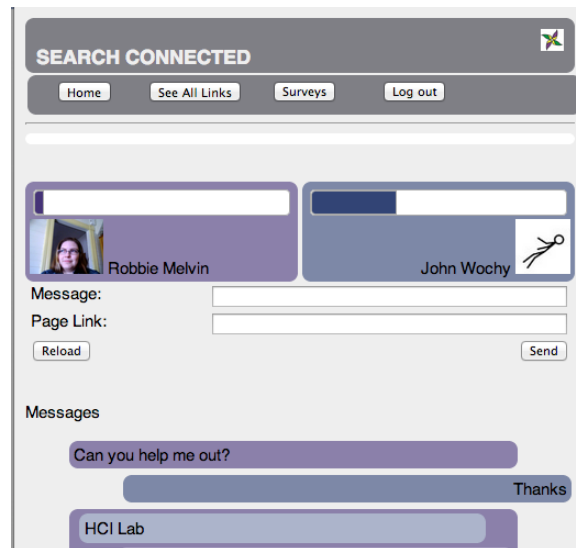 SEARCH CONNECTED
Home See All Links Surveys Log out
Robbie Melvin John Wochy
Message:
Page Link:
Reload Send
Messages
Can you help me out?
Thanks
HCI Lab